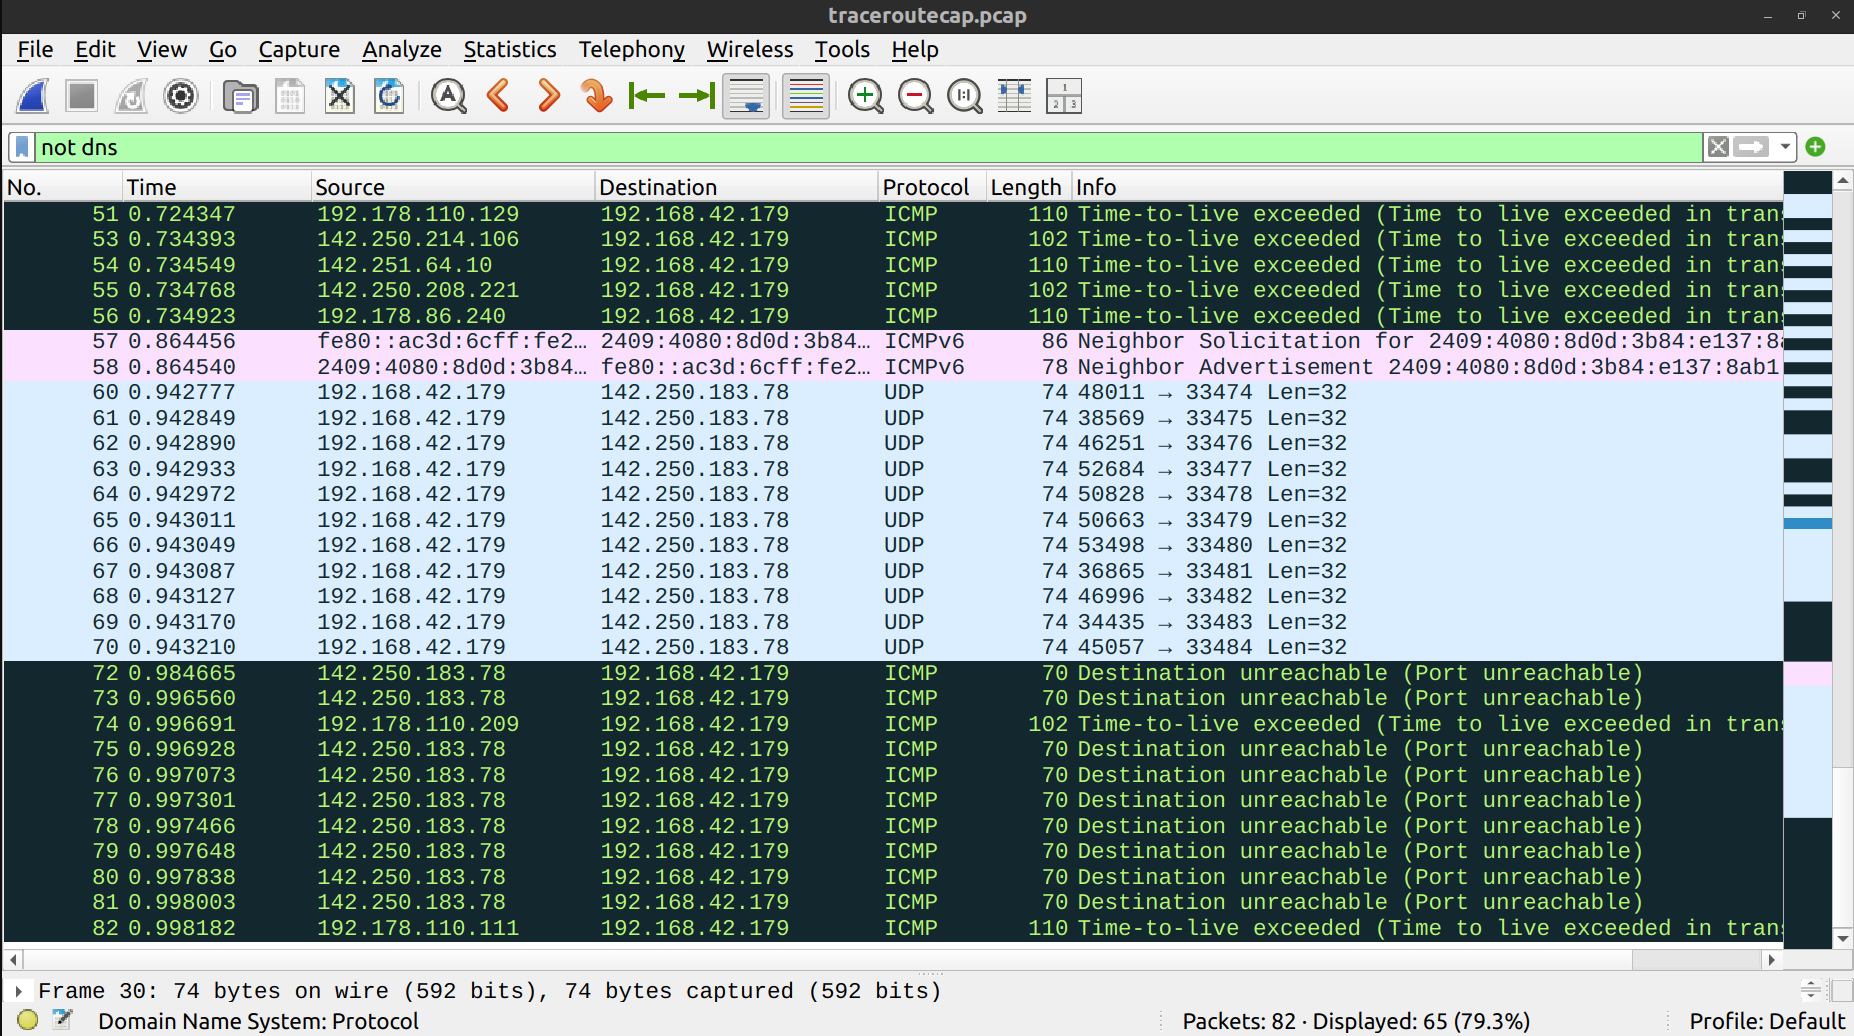 traceroutecap.pcap
File Edit View Go Capture Analyze Statistics Telephony Wireless Tools Help
not dns
No. Time Source Destination Protocol Length Info
51 0.724347 192.178.110.129 192.168.42.179 ICMP 110 Time-to-live exceeded (Time to live exceeded in trans
53 0.734393 142.250.214.106 192.168.42.179 ICMP 102 Time-to-live exceeded (Time to live exceeded in trans
54 0.734549 142.251.64.10 192.168.42.179 ICMP 110 Time-to-live exceeded (Time to live exceeded in trans
55 0.734768 142.250.208.221 192.168.42.179 ICMP 102 Time-to-live exceeded (Time to live exceeded in trans
56 0.734923 192.178.86.240 192.168.42.179 ICMP 110 Time-to-live exceeded (Time to live exceeded in trans
57 0.864456 fe80::ac3d:6cff:fe2… 2409:4080:8d0d:3b84… ICMPv6 86 Neighbor Solicitation for 2409:4080:8d0d:3b84:e137:8a
58 0.864540 2409:4080:8d0d:3b84… fe80::ac3d:6cff:fe2… ICMPv6 78 Neighbor Advertisement 2409:4080:8d0d:3b84:e137:8ab1
60 0.942777 192.168.42.179 142.250.183.78 UDP 74 48011 → 33474 Len=32
61 0.942849 192.168.42.179 142.250.183.78 UDP 74 38569 → 33475 Len=32
62 0.942890 192.168.42.179 142.250.183.78 UDP 74 46251 → 33476 Len=32
63 0.942933 192.168.42.179 142.250.183.78 UDP 74 52684 → 33477 Len=32
64 0.942972 192.168.42.179 142.250.183.78 UDP 74 50828 → 33478 Len=32
65 0.943011 192.168.42.179 142.250.183.78 UDP 74 50663 → 33479 Len=32
66 0.943049 192.168.42.179 142.250.183.78 UDP 74 53498 → 33480 Len=32
67 0.943087 192.168.42.179 142.250.183.78 UDP 74 36865 → 33481 Len=32
68 0.943127 192.168.42.179 142.250.183.78 UDP 74 46996 → 33482 Len=32
69 0.943170 192.168.42.179 142.250.183.78 UDP 74 34435 → 33483 Len=32
70 0.943210 192.168.42.179 142.250.183.78 UDP 74 45057 → 33484 Len=32
72 0.984665 142.250.183.78 192.168.42.179 ICMP 70 Destination unreachable (Port unreachable)
73 0.996560 142.250.183.78 192.168.42.179 ICMP 70 Destination unreachable (Port unreachable)
74 0.996691 192.178.110.209 192.168.42.179 ICMP 102 Time-to-live exceeded (Time to live exceeded in trans
75 0.996928 142.250.183.78 192.168.42.179 ICMP 70 Destination unreachable (Port unreachable)
76 0.997073 142.250.183.78 192.168.42.179 ICMP 70 Destination unreachable (Port unreachable)
77 0.997301 142.250.183.78 192.168.42.179 ICMP 70 Destination unreachable (Port unreachable)
78 0.997466 142.250.183.78 192.168.42.179 ICMP 70 Destination unreachable (Port unreachable)
79 0.997648 142.250.183.78 192.168.42.179 ICMP 70 Destination unreachable (Port unreachable)
80 0.997838 142.250.183.78 192.168.42.179 ICMP 70 Destination unreachable (Port unreachable)
81 0.998003 142.250.183.78 192.168.42.179 ICMP 70 Destination unreachable (Port unreachable)
82 0.998182 192.178.110.111 192.168.42.179 ICMP 110 Time-to-live exceeded (Time to live exceeded in trans
Frame 30: 74 bytes on wire (592 bits), 74 bytes captured (592 bits)
Domain Name System: Protocol Packets: 82 · Displayed: 65 (79.3%) Profile: Default